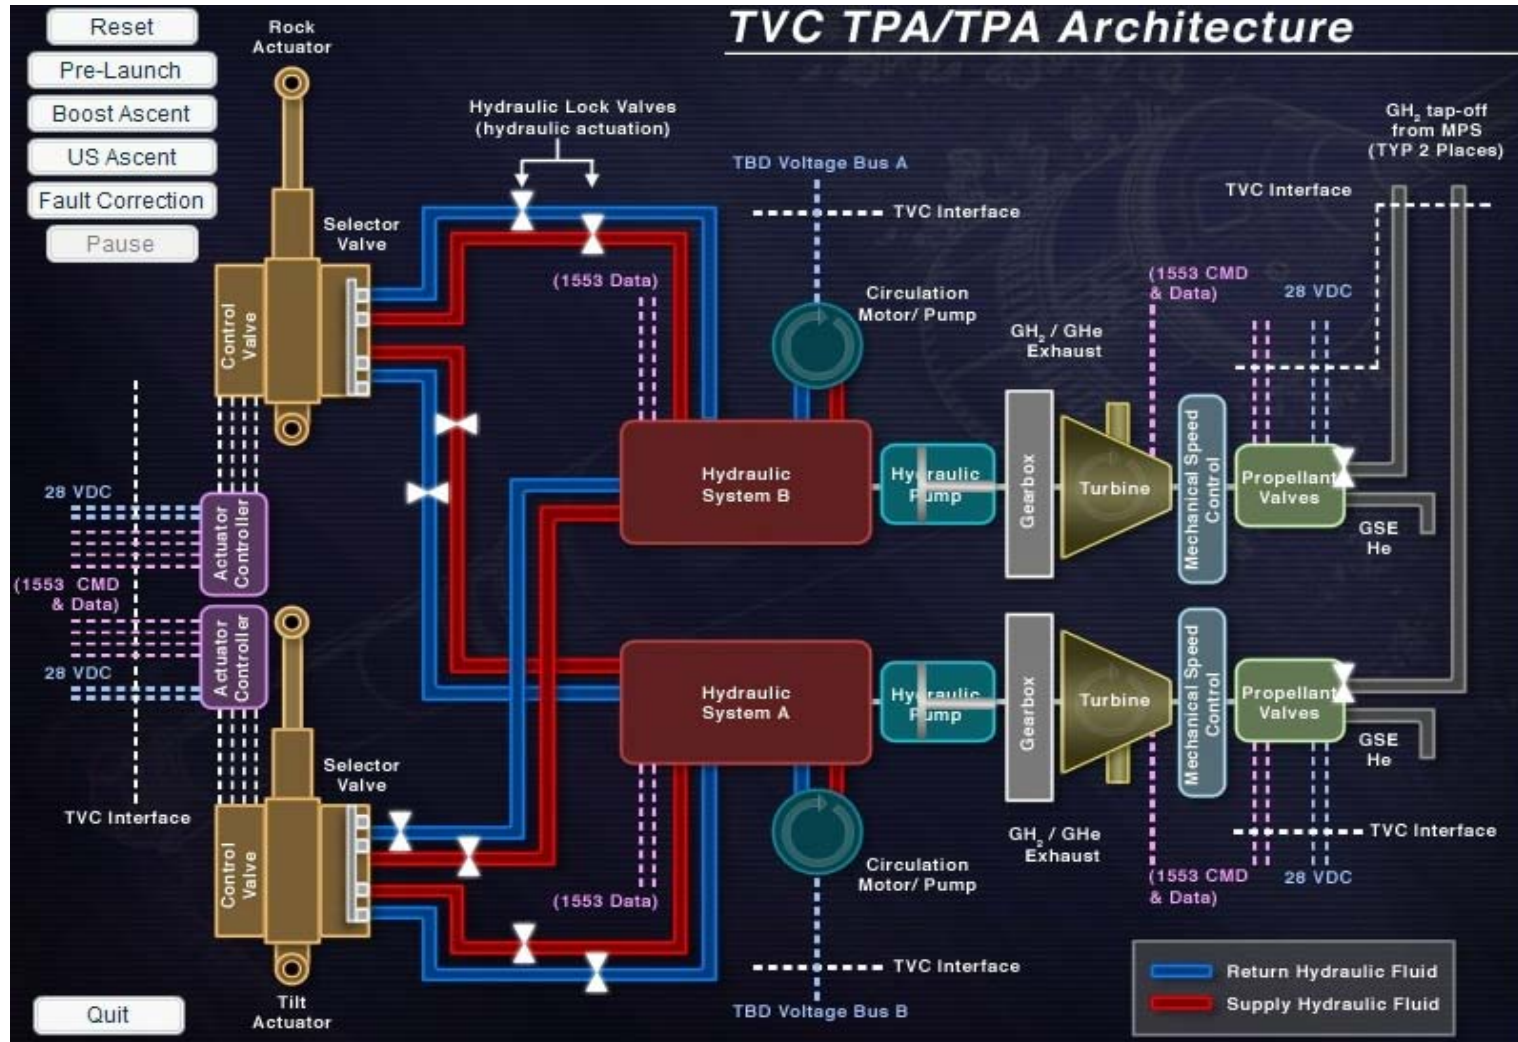 TVC TPA/TPA Architecture
Reset
Pre-Launch
Boost Ascent
US Ascent
Fault Correction
Pause
Rock
Actuator
Hydraulic Lock Valves
(hydraulic actuation)
TBD Voltage Bus A
TVC Interface
GH₂ tap-off
from MPS
(TYP 2 Places)
TVC Interface
Selector
Valve
(1553 Data)
Circulation
Motor/ Pump
(1553 CMD
& Data)
28 VDC
GH₂ / GHe
Exhaust
Control
Valve
Hydraulic
System B
Hydraulic
Pump
Gearbox
Turbine
Mechanical Speed
Control
Propellant
Valves
GSE
He
28 VDC
Actuator
Controller
(1553 CMD
& Data)
Actuator
Controller
28 VDC
Hydraulic
System A
Hydraulic
Pump
Gearbox
Turbine
Mechanical Speed
Control
Propellant
Valves
GSE
He
Selector
Valve
TVC Interface
Control
Valve
(1553 Data)
Circulation
Motor/ Pump
GH₂ / GHe
Exhaust
TVC Interface
(1553 CMD
& Data)
28 VDC
TVC Interface
TBD Voltage Bus B
Return Hydraulic Fluid
Supply Hydraulic Fluid
Quit
Tilt
Actuator